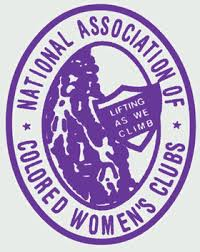 NATIONAL ASSOCIATION OF
COLORED WOMEN'S CLUBS
LIFTING
AS WE
CLIMB